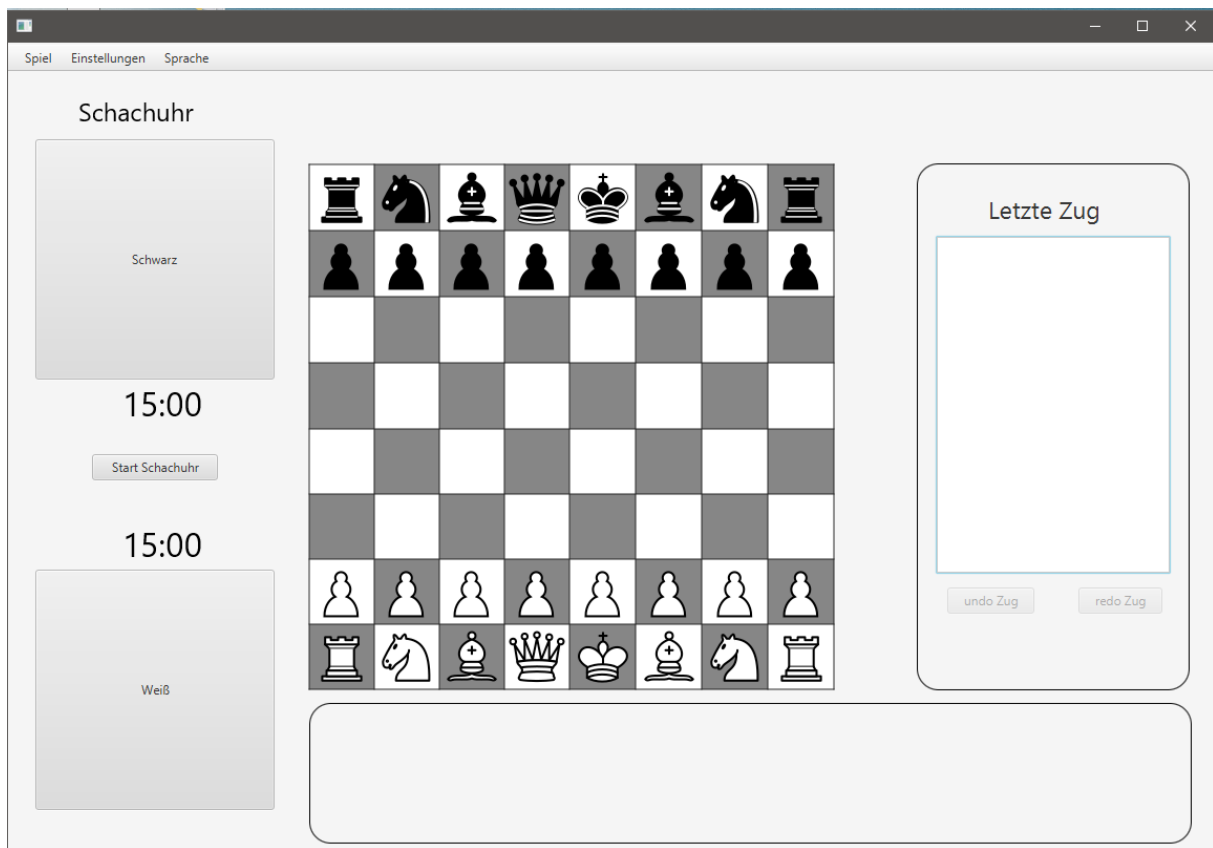 Spiel Einstellungen Sprache
Schachuhr
Schwarz
15:00
Start Schachuhr
15:00
Weiß
Letzte Zug
undo Zug redo Zug